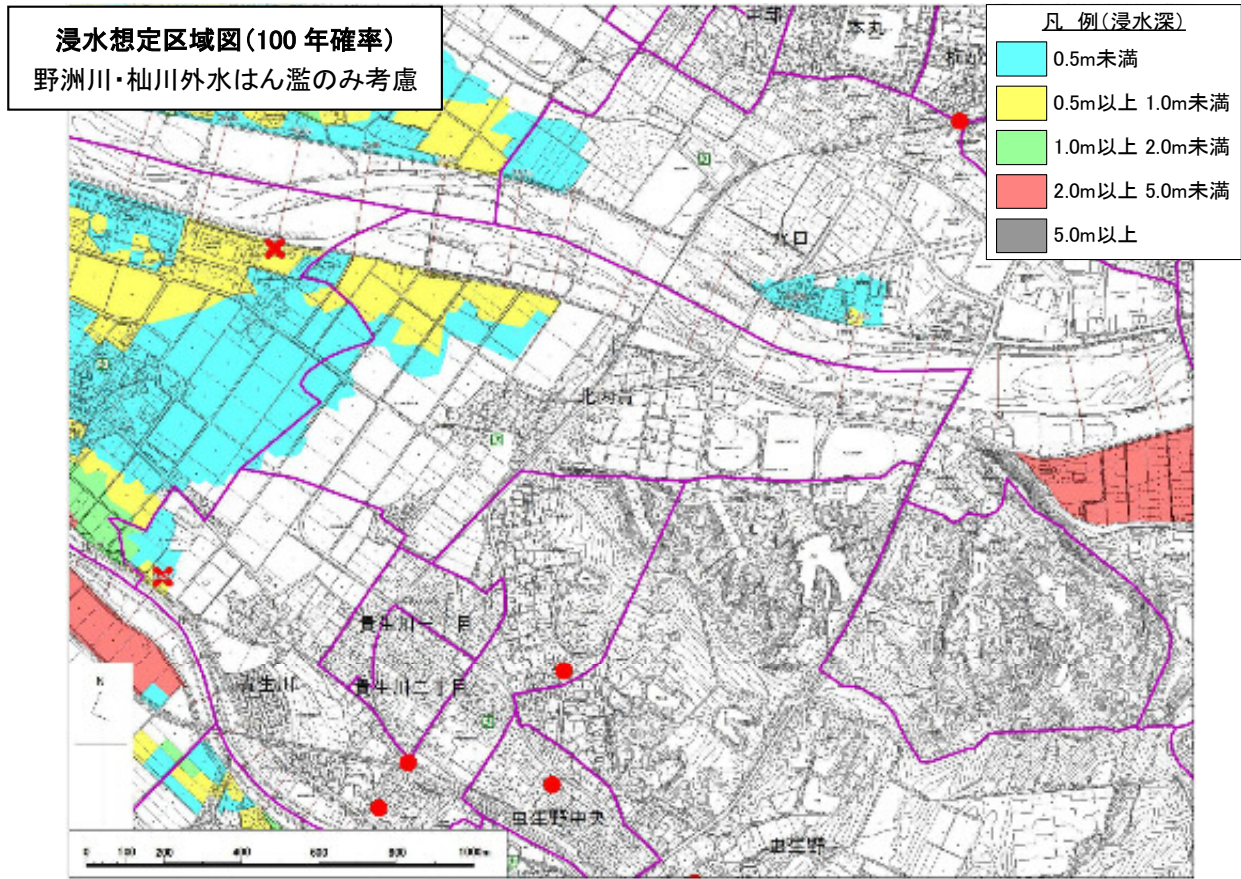 浸水想定区域図(100 年確率)
野洲川・杣川外水はん濫のみ考慮
凡 例(浸水深)
0.5m未満
0.5m以上 1.0m未満
1.0m以上 2.0m未満
2.0m以上 5.0m未満
5.0m以上
本丸
水口
北内貴
貴生川一丁目
貴生川二丁目
貴生川
虫生野中央
虫生野
N
0 100 200 400 600 800 1000m